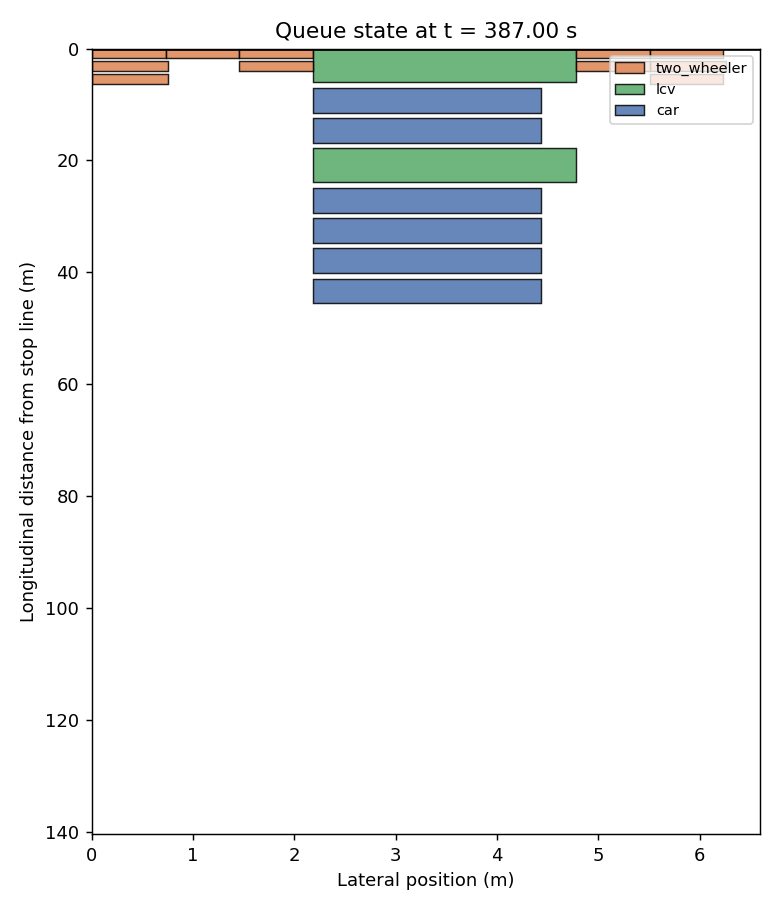 Queue state at t = 387.00 s
two_wheeler
lcv
car
0
20
40
60
80
100
120
140
Longitudinal distance from stop line (m)
0 1 2 3 4 5 6
Lateral position (m)